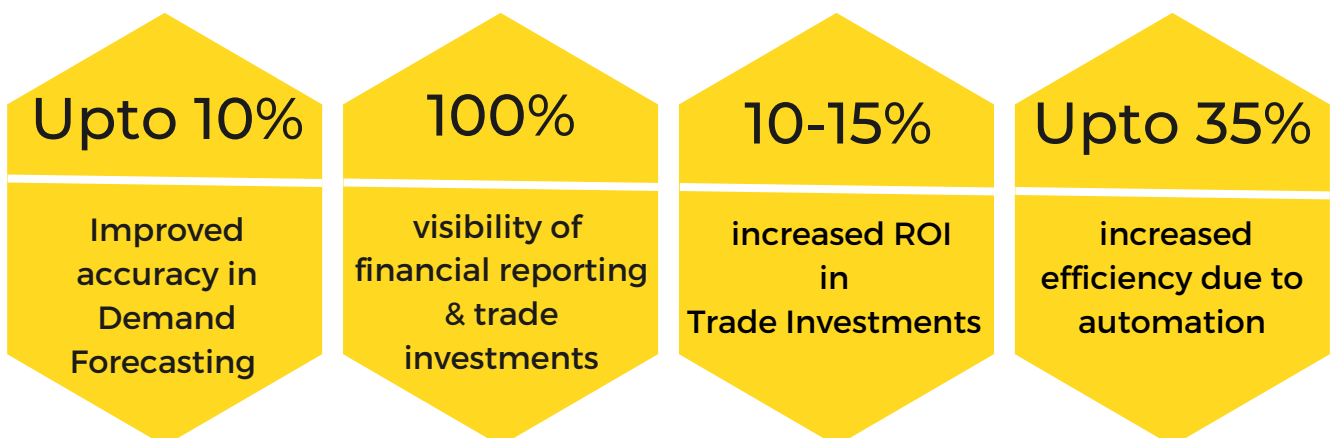 Upto 10%
Improved
accuracy in
Demand
Forecasting
100%
visibility of
financial reporting
& trade
investments
10-15%
increased ROI
in
Trade Investments
Upto 35%
increased
efficiency due to
automation